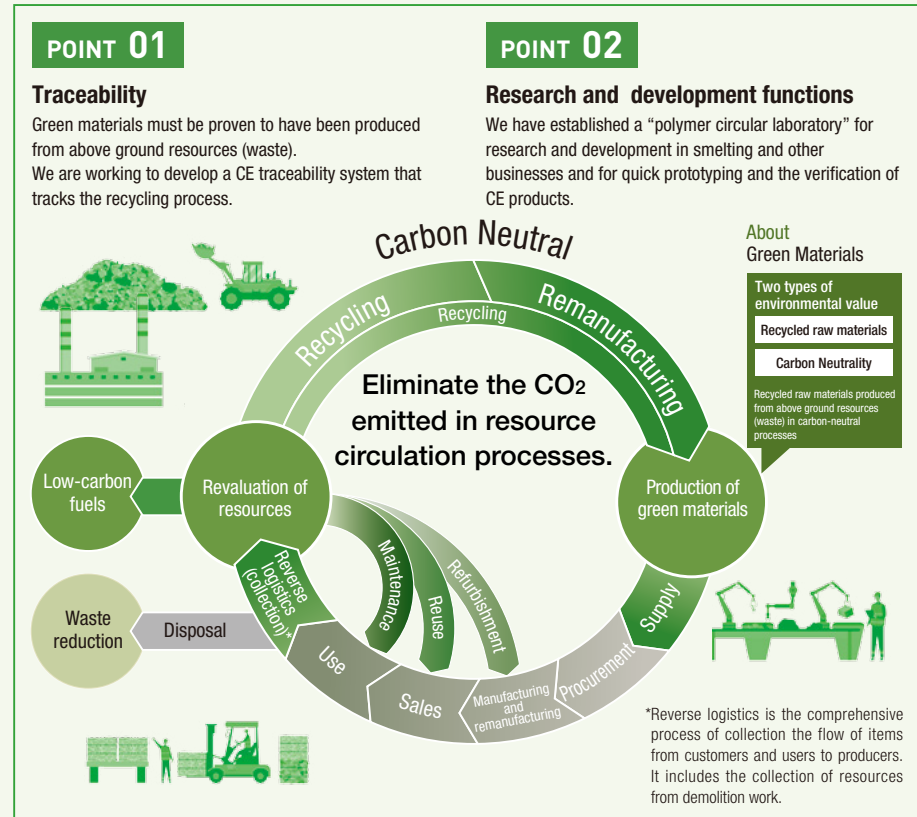 POINT 01
Traceability
Green materials must be proven to have been produced
from above ground resources (waste).
We are working to develop a CE traceability system that
tracks the recycling process.
POINT 02
Research and development functions
We have established a “polymer circular laboratory” for
research and development in smelting and other
businesses and for quick prototyping and the verification of
CE products.
Carbon Neutral
Recycling
Remanufacturing
Recycling
Eliminate the CO2
emitted in resource
circulation processes.
About
Green Materials
Two types of
environmental value
Recycled raw materials
Carbon Neutrality
Recycled raw materials produced
from above ground resources
(waste) in carbon-neutral
processes
Low-carbon
fuels
Revaluation of
resources
Production of
green materials
Maintenance
Reuse
Refurbishment
Reverse
logistics
(collection)*
Waste
reduction
Disposal
Use
Sales
Manufacturing
and
remanufacturing
Procurement
Supply
*Reverse logistics is the comprehensive
process of collection the flow of items
from customers and users to producers.
It includes the collection of resources
from demolition work.